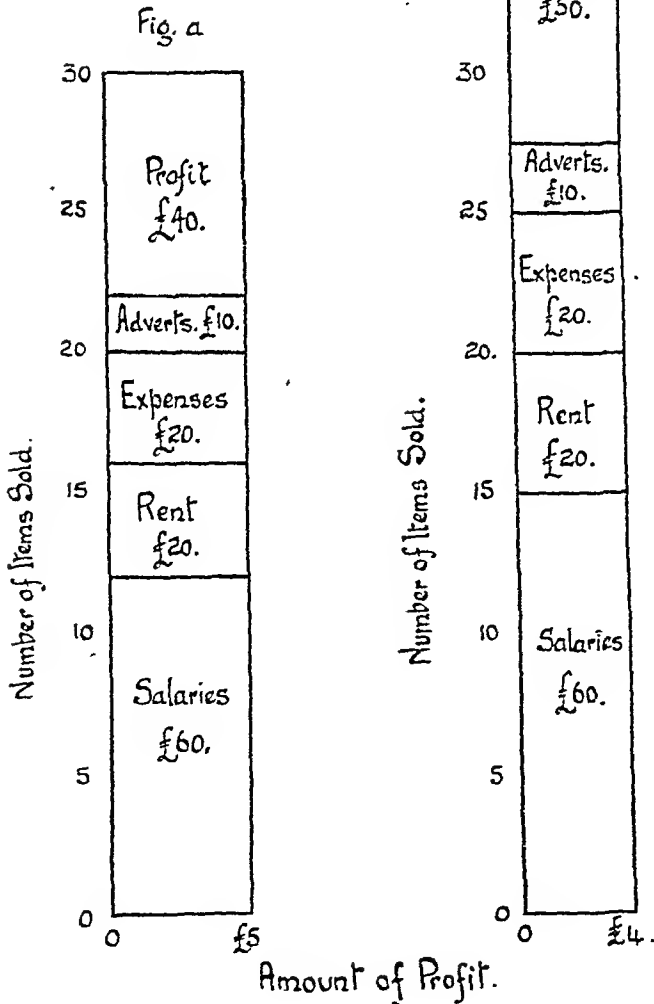 Fig. a
30
25
20
15
10
5
0
Profit
£40.
Adverts. £10.
Expenses
£20.
Rent
£20.
Salaries
£60.
0
£5
Number of Items Sold.
£50.
30
25
20.
15
10
5
0
Adverts.
£10.
Expenses
£20.
Rent
£20.
Salaries
£60.
0
£4.
Number of Items Sold.
Amount of Profit.